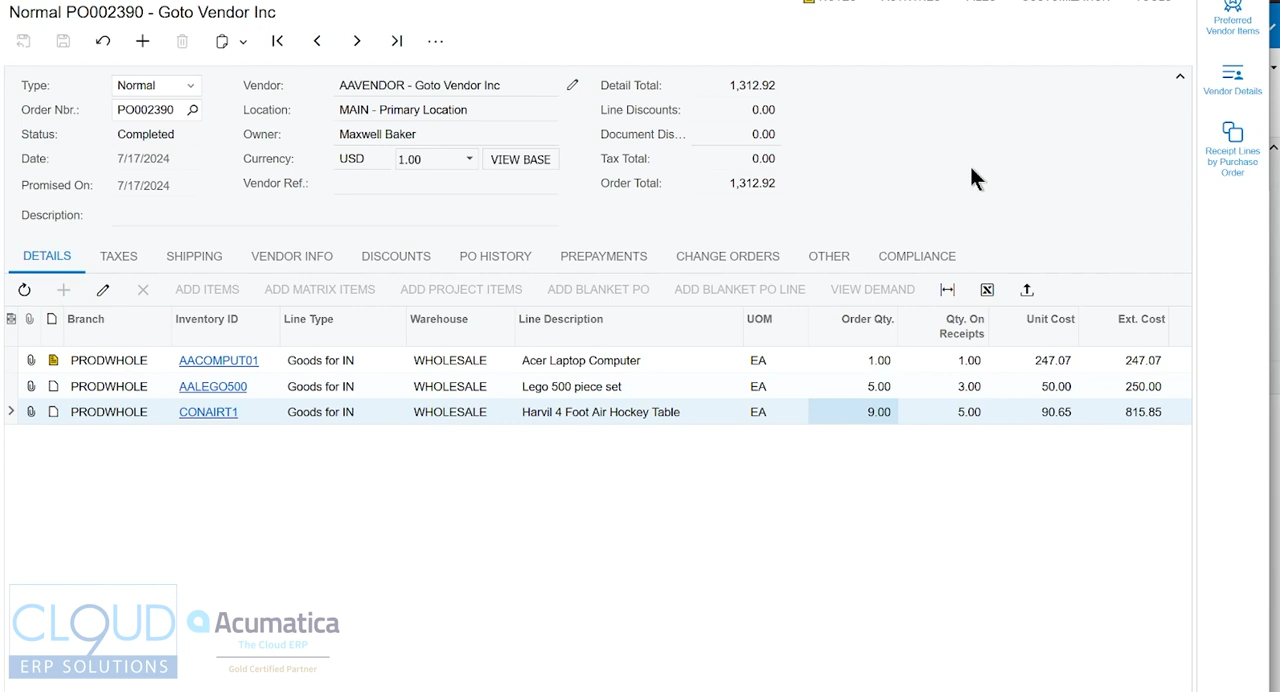 Normal PO002390 - Goto Vendor Inc
NOTES ACTIVITIES FILES CUSTOMIZATION TOOLS
Preferred
Vendor Items
Vendor Details
Receipt Lines
by Purchase
Order
Type: Normal Vendor: AAVENDOR - Goto Vendor Inc Detail Total: 1,312.92
Order Nbr.: PO002390 Location: MAIN - Primary Location Line Discounts: 0.00
Status: Completed Owner: Maxwell Baker Document Dis... 0.00
Date: 7/17/2024 Currency: USD 1.00 VIEW BASE Tax Total: 0.00
Promised On: 7/17/2024 Vendor Ref.: Order Total: 1,312.92
Description:
DETAILS TAXES SHIPPING VENDOR INFO DISCOUNTS PO HISTORY PREPAYMENTS CHANGE ORDERS OTHER COMPLIANCE
ADD ITEMS ADD MATRIX ITEMS ADD PROJECT ITEMS ADD BLANKET PO ADD BLANKET PO LINE VIEW DEMAND
Branch Inventory ID Line Type Warehouse Line Description UOM Order Qty. Qty. On Receipts Unit Cost Ext. Cost
PRODWHOLE AACOMPUT01 Goods for IN WHOLESALE Acer Laptop Computer EA 1.00 1.00 247.07 247.07
PRODWHOLE AALEGO500 Goods for IN WHOLESALE Lego 500 piece set EA 5.00 3.00 50.00 250.00
PRODWHOLE CONAIRT1 Goods for IN WHOLESALE Harvil 4 Foot Air Hockey Table EA 9.00 5.00 90.65 815.85
CLOUD 9
ERP SOLUTIONS
Acumatica
The Cloud ERP
Gold Certified Partner